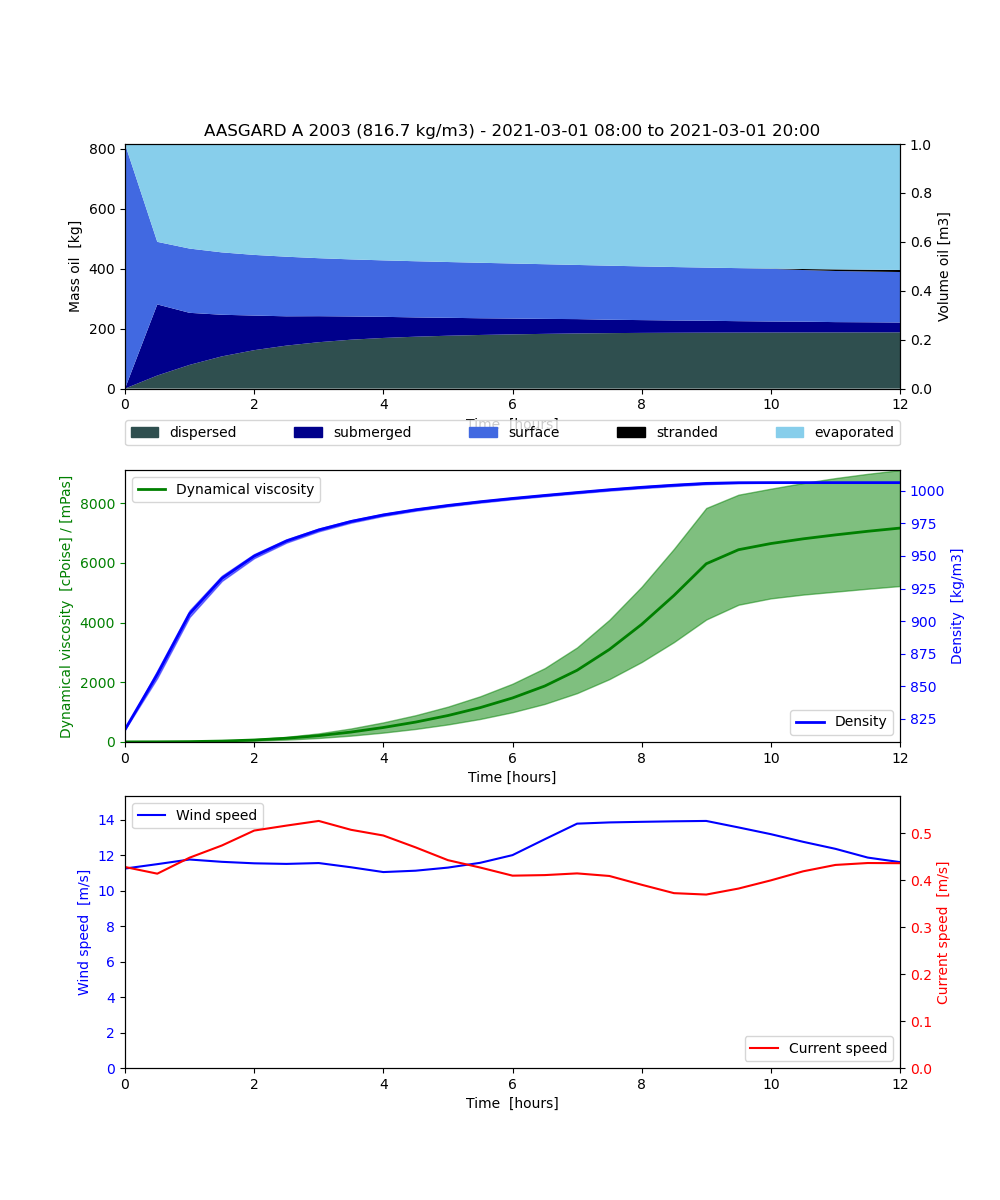 AASGARD A 2003 (816.7 kg/m3) - 2021-03-01 08:00 to 2021-03-01 20:00
Mass oil [kg]
800
600
400
200
0
Volume oil [m3]
1.0
0.8
0.6
0.4
0.2
0.0
0 2 4 6 8 10 12
Time [hours]
dispersed submerged surface stranded evaporated
Dynamical viscosity [cPoise] / [mPas]
8000
6000
4000
2000
0
Dynamical viscosity
Density [kg/m3]
1000
975
950
925
900
875
850
825
Density
0 2 4 6 8 10 12
Time [hours]
Wind speed [m/s]
14
12
10
8
6
4
2
0
Wind speed
Current speed [m/s]
0.5
0.4
0.3
0.2
0.1
0.0
Current speed
0 2 4 6 8 10 12
Time [hours]